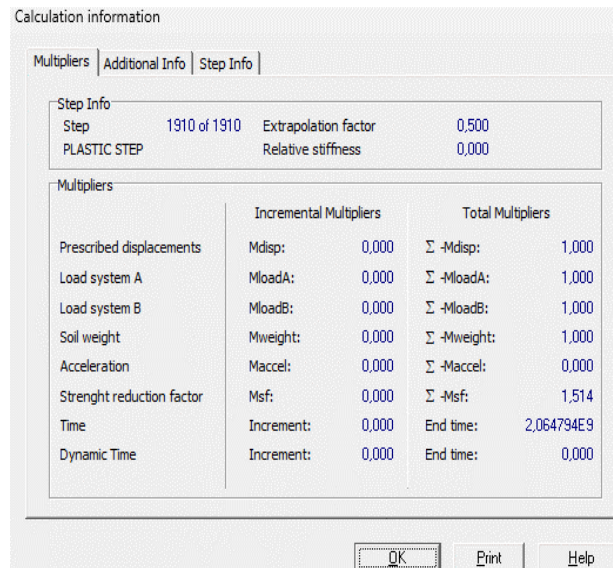 Calculation information
Multipliers Additional Info Step Info
Step Info
Step 1910 of 1910 Extrapolation factor 0,500
PLASTIC STEP Relative stiffness 0,000
Multipliers
Incremental Multipliers Total Multipliers
Prescribed displacements Mdisp: 0,000 Σ -Mdisp: 1,000
Load system A MloadA: 0,000 Σ -MloadA: 1,000
Load system B MloadB: 0,000 Σ -MloadB: 1,000
Soil weight Mweight: 0,000 Σ -Mweight: 1,000
Acceleration Maccel: 0,000 Σ -Maccel: 0,000
Strenght reduction factor Msf: 0,000 Σ -Msf: 1,514
Time Increment: 0,000 End time: 2,064794E9
Dynamic Time Increment: 0,000 End time: 0,000
OK Print Help